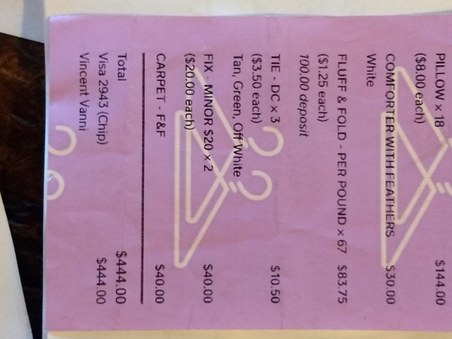 PILLOW x 18 $144.00
($8.00 each)
COMFORTER WITH FEATHERS $30.00
White
FLUFF & FOLD - PER POUND x 67 $83.75
($1.25 each)
100.00 deposit
TIE - DC x 3 $10.50
($3.50 each)
Tan, Green, Off White
FIX - MINOR $20 x 2 $40.00
($20.00 each)
CARPET - F&F $40.00
Total $444.00
Visa 2943 (Chip) $444.00
Vincent Vanni